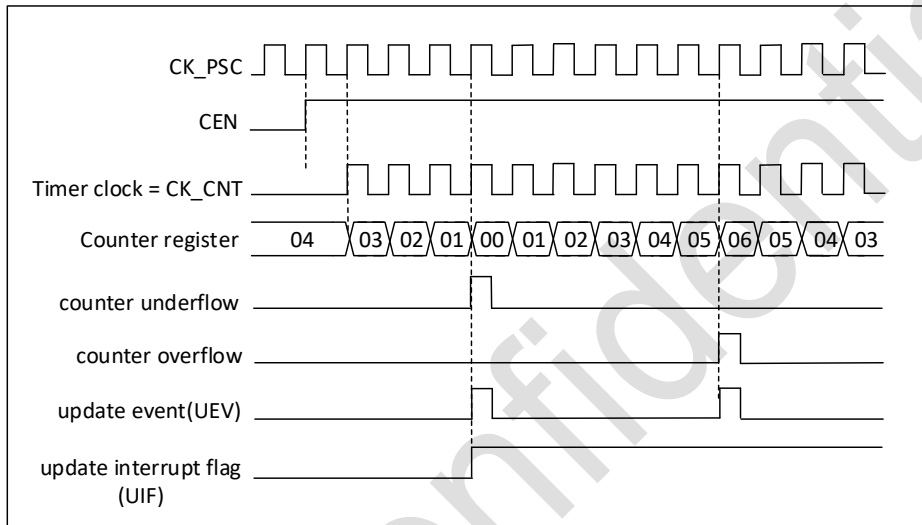 CK_PSC
CEN
Timer clock = CK_CNT
Counter register 04 03 02 01 00 01 02 03 04 05 06 05 04 03
counter underflow
counter overflow
update event(UEV)
update interrupt flag
(UIF)
nfidentic